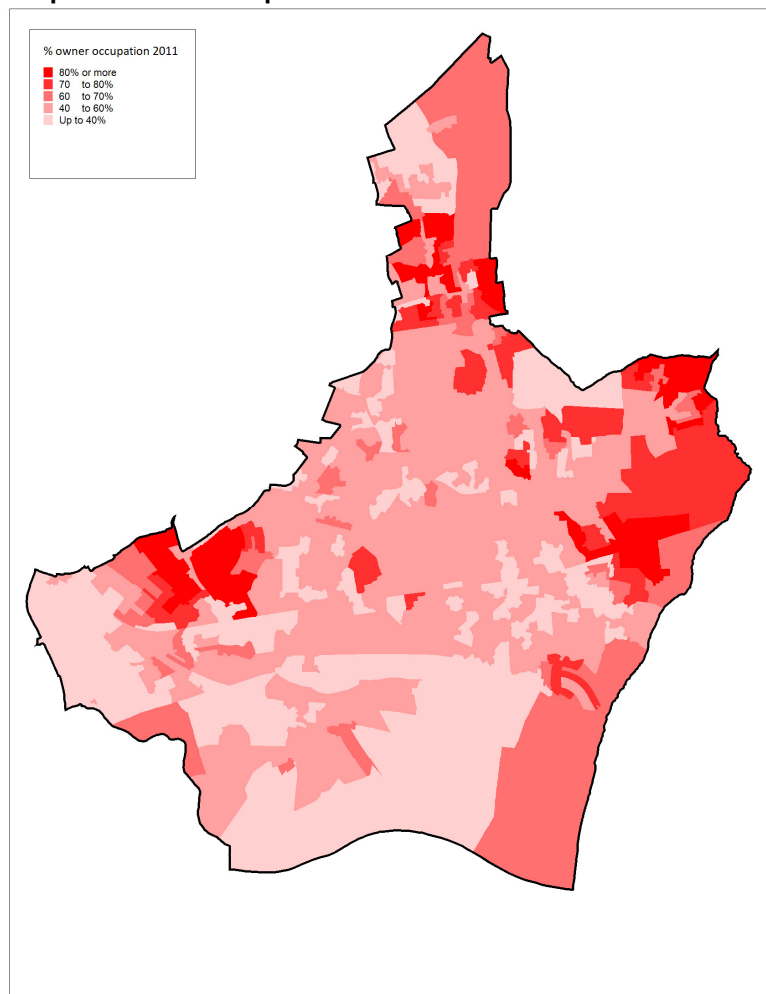 % owner occupation 2011
80% or more
70 to 80%
60 to 70%
40 to 60%
Up to 40%